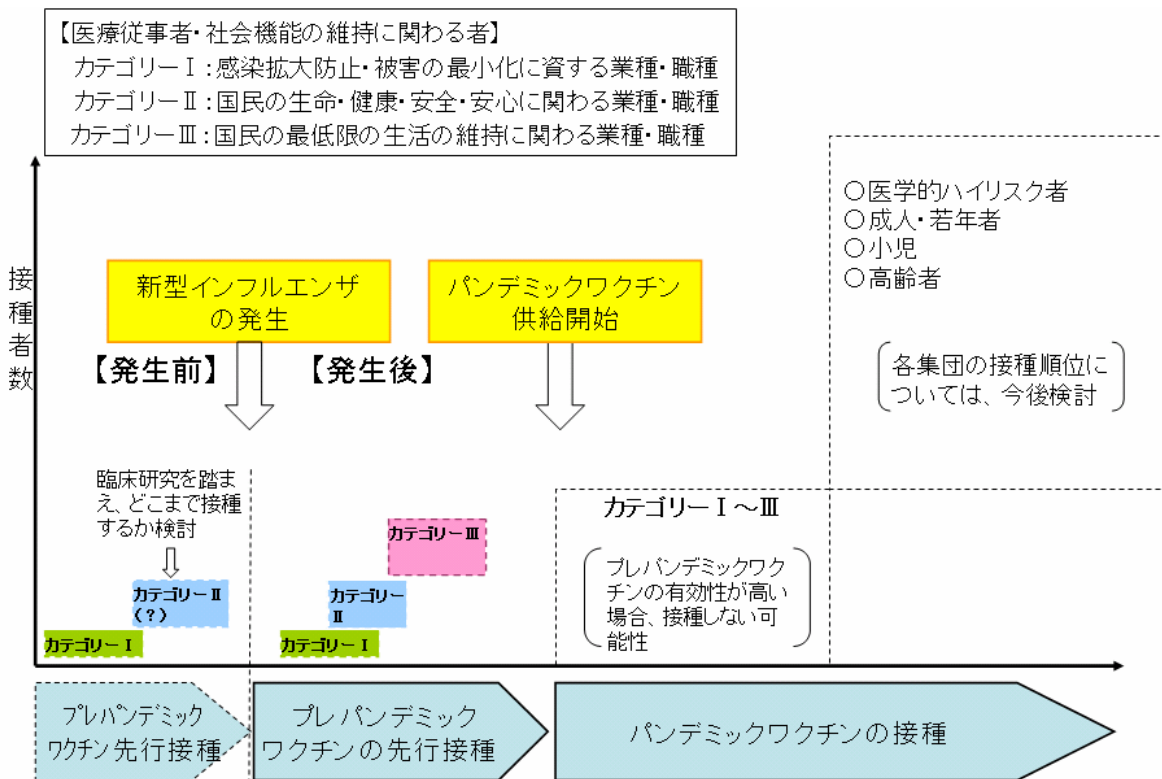 【医療従事者・社会機能の維持に関わる者】
カテゴリーⅠ：感染拡大防止・被害の最小化に資する業種・職種
カテゴリーⅡ：国民の生命・健康・安全・安心に関わる業種・職種
カテゴリーⅢ：国民の最低限の生活の維持に関わる業種・職種
接種者数
新型インフルエンザ
の発生
パンデミックワクチン
供給開始
【発生前】
【発生後】
○医学的ハイリスク者
○成人・若年者
○小児
○高齢者
各集団の接種順位に
ついては、今後検討
臨床研究を踏ま
え、どこまで接種
するか検討
カテゴリーⅡ
（？）
カテゴリーⅠ
カテゴリーⅢ
カテゴリー
Ⅱ
カテゴリーⅠ
カテゴリーⅠ～Ⅲ
プレパンデミックワク
チンの有効性が高い
場合、接種しない可
能性
プレパンデミック
ワクチン先行接種
プレパンデミック
ワクチンの先行接種
パンデミックワクチンの接種